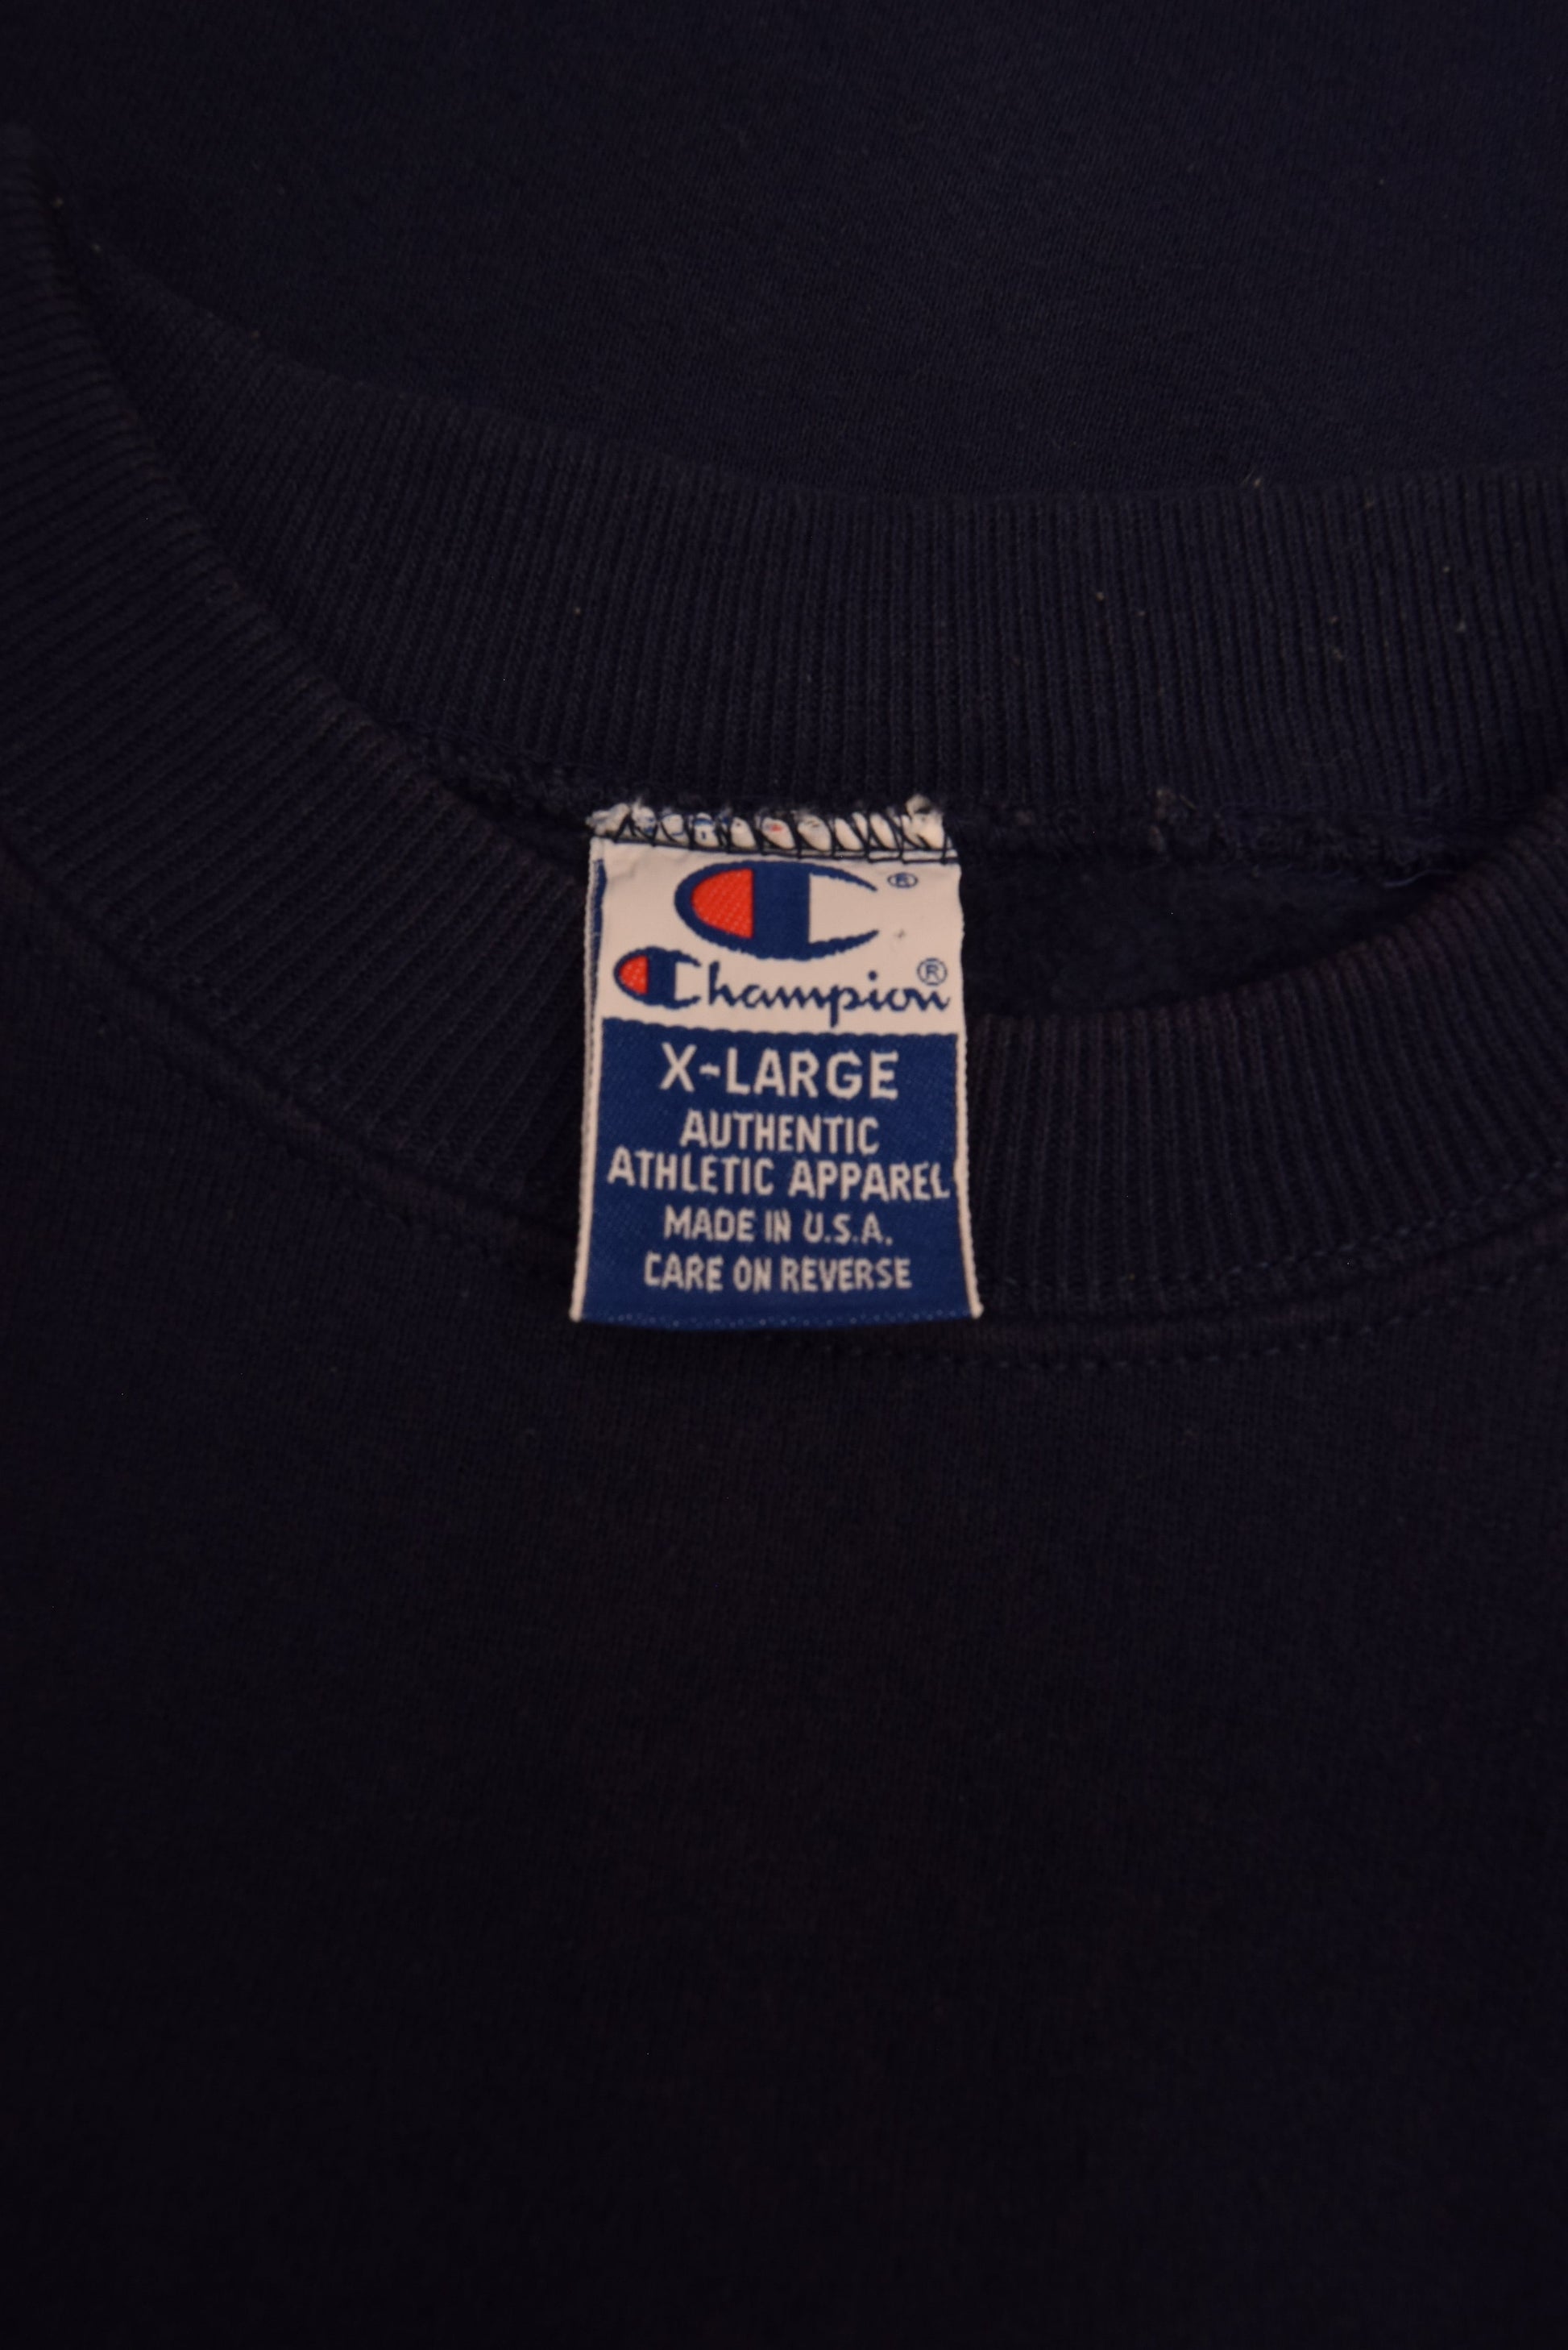 ®
Champion®
X-LARGE
AUTHENTIC
ATHLETIC APPAREL
MADE IN U.S.A.
CARE ON REVERSE